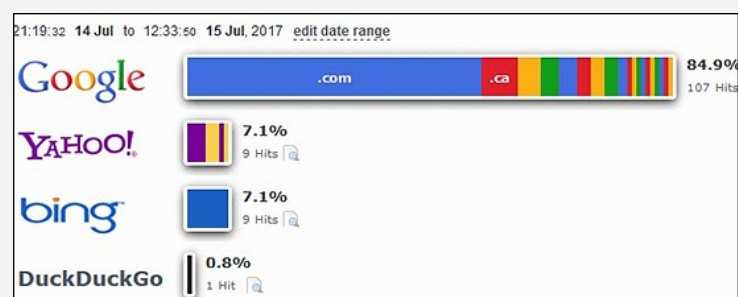 21:19:32 14 Jul to 12:33:50 15 Jul, 2017 edit date range
Google .com .ca 84.9%
107 Hits
YAHOO! 7.1%
9 Hits
bing 7.1%
9 Hits
DuckDuckGo 0.8%
1 Hit